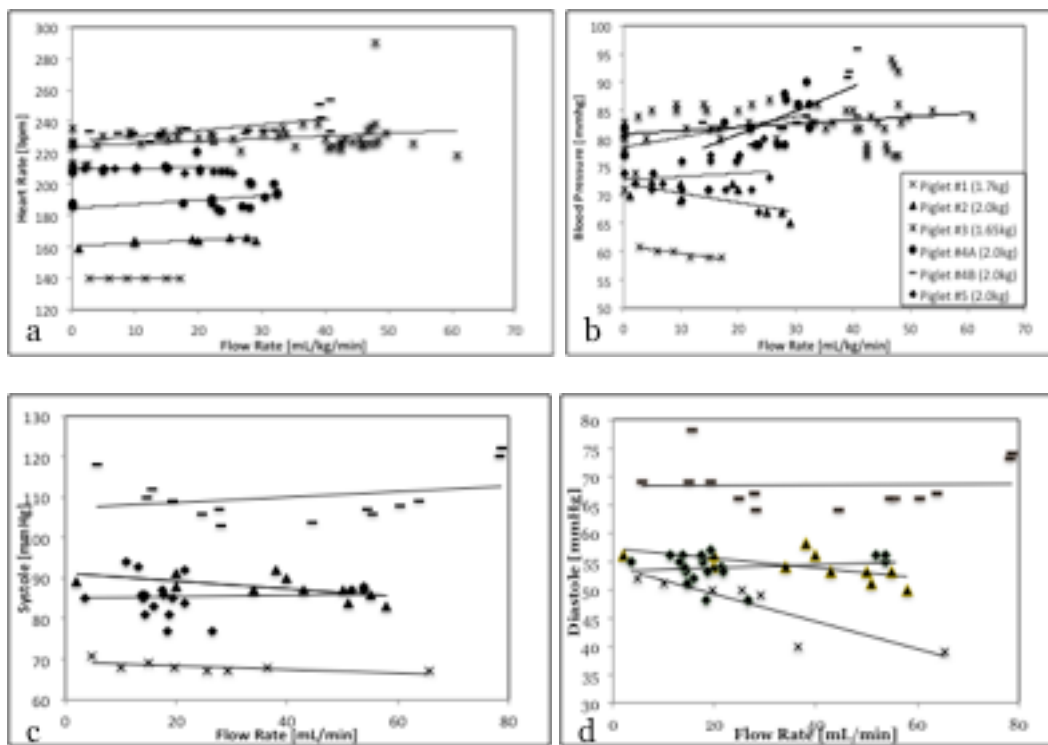 300
280
260
240
220
200
180
160
140
120
Heart Rate [bpm]
0 10 20 30 40 50 60 70
Flow Rate [mL/kg/min]
a
100
95
90
85
80
75
70
65
60
55
50
Blood Pressure [mmhg]
0 10 20 30 40 50 60 70
Flow Rate [mL/kg/min]
b
Piglet #1 (1.7kg)
Piglet #2 (2.0kg)
Piglet #3 (1.65kg)
Piglet #4A (2.0kg)
Piglet #4B (2.0kg)
Piglet #5 (2.0kg)
130
120
110
100
90
80
70
60
Systole [mmHg]
0 20 40 60 80
Flow Rate [mL/min]
c
80
75
70
65
60
55
50
45
40
35
30
Diastole [mmHg]
0 20 40 60 80
Flow Rate [mL/min]
d